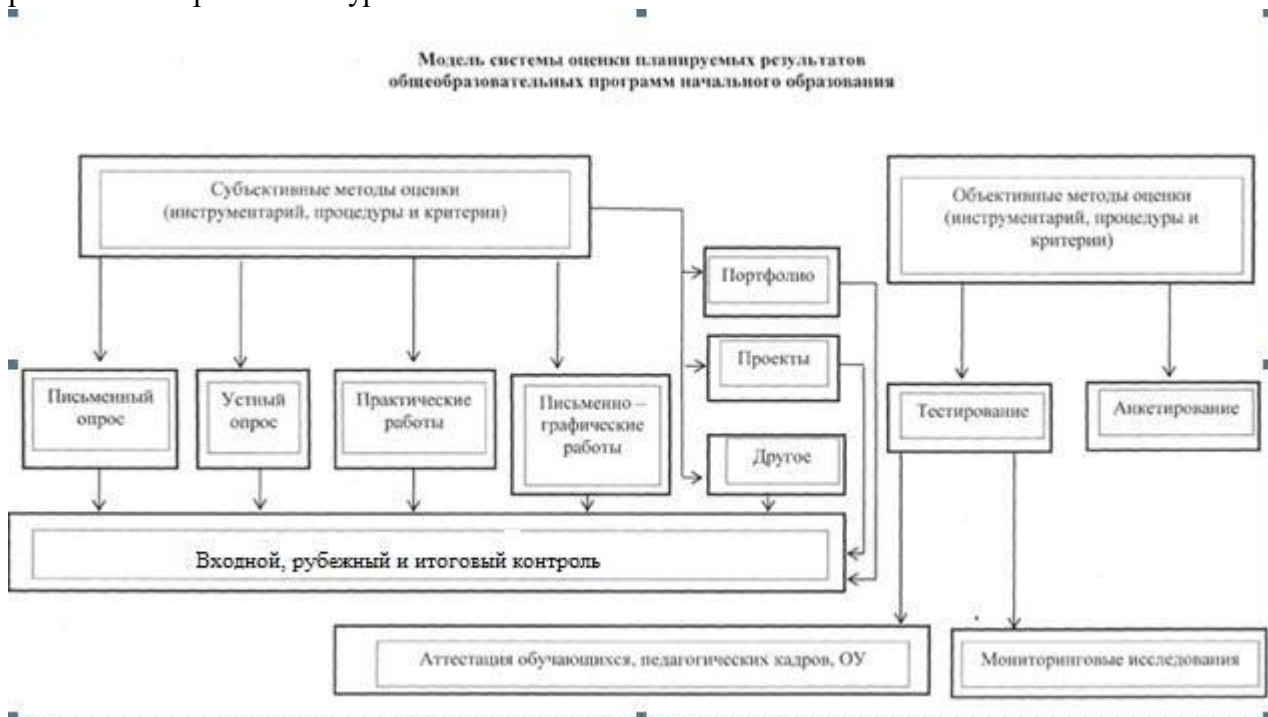 Модель системы оценки планируемых результатов
общеобразовательных программ начального образования
Субъективные методы оценки
(инструментарий, процедуры и критерии)
Объективные методы оценки
(инструментарий, процедуры и
критерии)
Портфолио
Проекты
Другое
Письменный
опрос
Устный
опрос
Практические
работы
Письменно –
графические
работы
Тестирование
Анкетирование
Входной, рубежный и итоговый контроль
Аттестация обучающихся, педагогических кадров, ОУ
Мониторинговые исследования